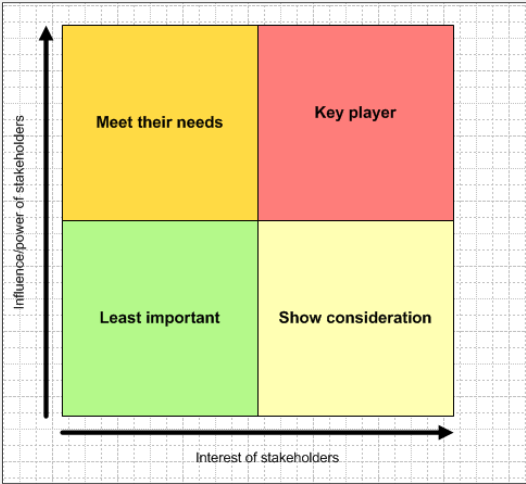 Influence/power of stakeholders
Meet their needs
Key player
Least important
Show consideration
Interest of stakeholders